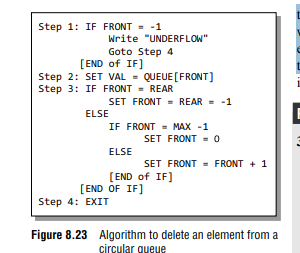 Step 1: IF FRONT = -1
Write "UNDERFLOW"
Goto Step 4
[END of IF]
Step 2: SET VAL = QUEUE[FRONT]
Step 3: IF FRONT = REAR
SET FRONT = REAR = -1
ELSE
IF FRONT = MAX -1
SET FRONT = 0
ELSE
SET FRONT = FRONT + 1
[END of IF]
[END OF IF]
Step 4: EXIT
Figure 8.23 Algorithm to delete an element from a
circular queue